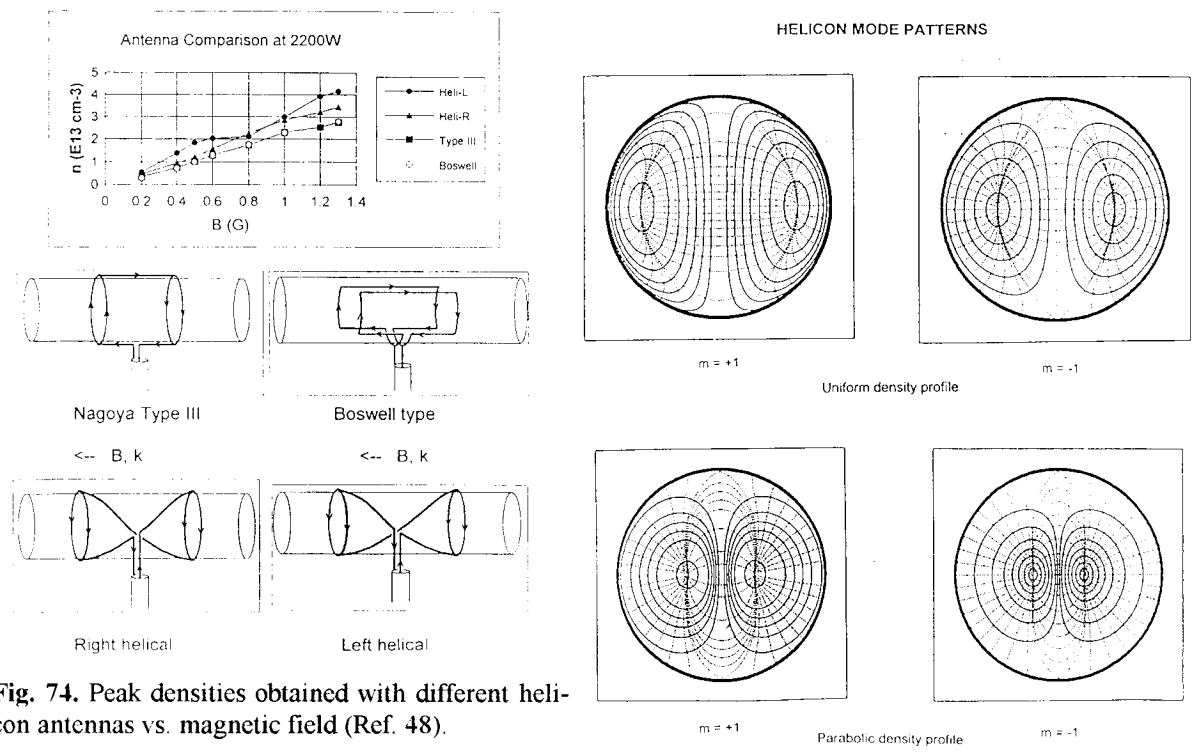 Antenna Comparison at 2200W
n (E13 cm-3)
5
4
3
2
1
0
0 0 2 0 4 0.6 0.8 1 1.2 1.4
B (G)
Heli-L
Heli-R
Type III
Boswell
Nagoya Type III
Boswell type
<-- B, k
<-- B, k
Right helical
Left helical
Fig. 74. Peak densities obtained with different heli-
con antennas vs. magnetic field (Ref. 48).
HELICON MODE PATTERNS
m = +1
m = -1
Uniform density profile
m = +1
m = -1
Parabolic density profile